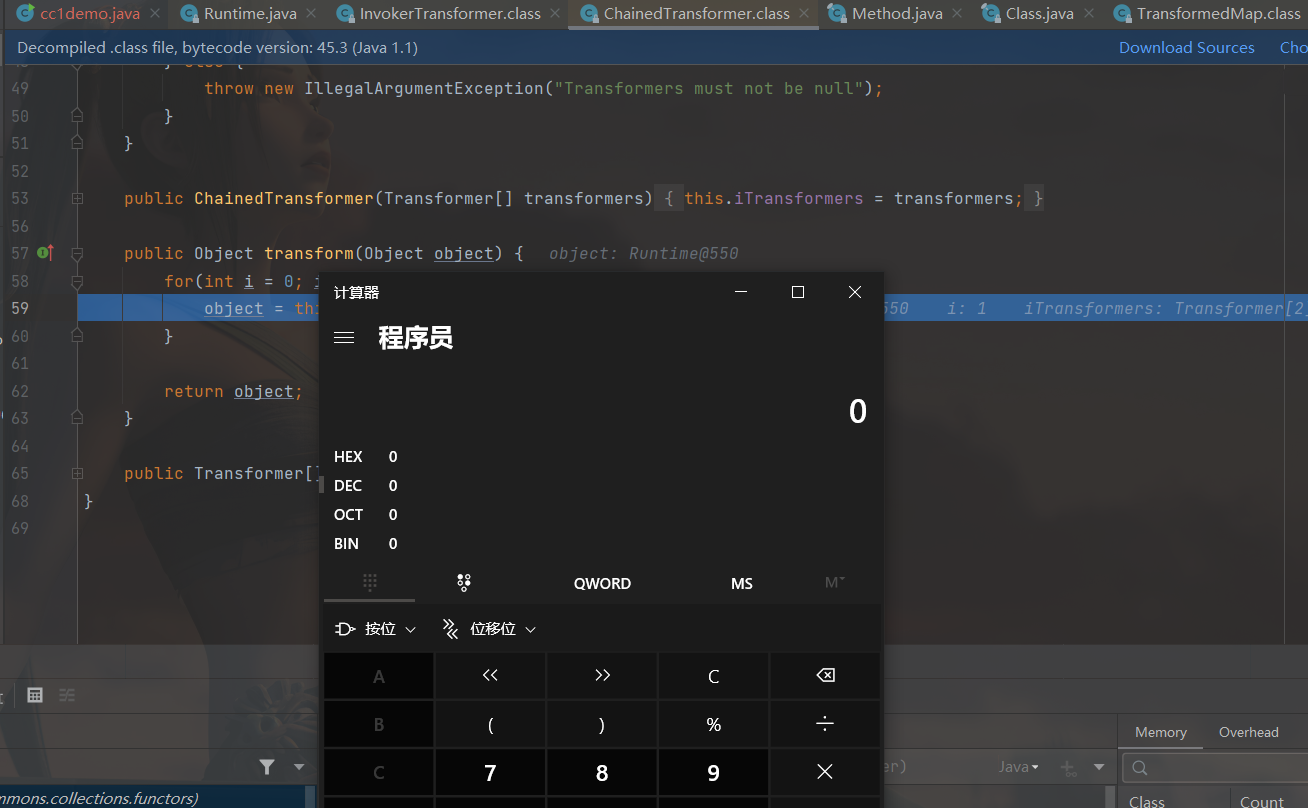 cc1demo.java Runtime.java InvokerTransformer.class ChainedTransformer.class Method.java Class.java TransformedMap.class
Decompiled .class file, bytecode version: 45.3 (Java 1.1) Download Sources Cho
49 throw new IllegalArgumentException("Transformers must not be null");
50 }
51 }
52
53 public ChainedTransformer(Transformer[] transformers) { this.iTransformers = transformers; }
56
57 public Object transform(Object object) { object: Runtime@550
58 for(int i = 0; i
59 object = thi 550 i: 1 iTransformers: Transformer[2
60 }
61
62 return object;
63 }
64
65 public Transformer[]
68 }
69
计算器
程序员
0
HEX 0
DEC 0
OCT 0
BIN 0
QWORD MS M
按位 位移位
A << >> C
B ( ) % ÷
C 7 8 9 ×
er) Java
Memory Overhead
Class Count
mmons.collections.functors)